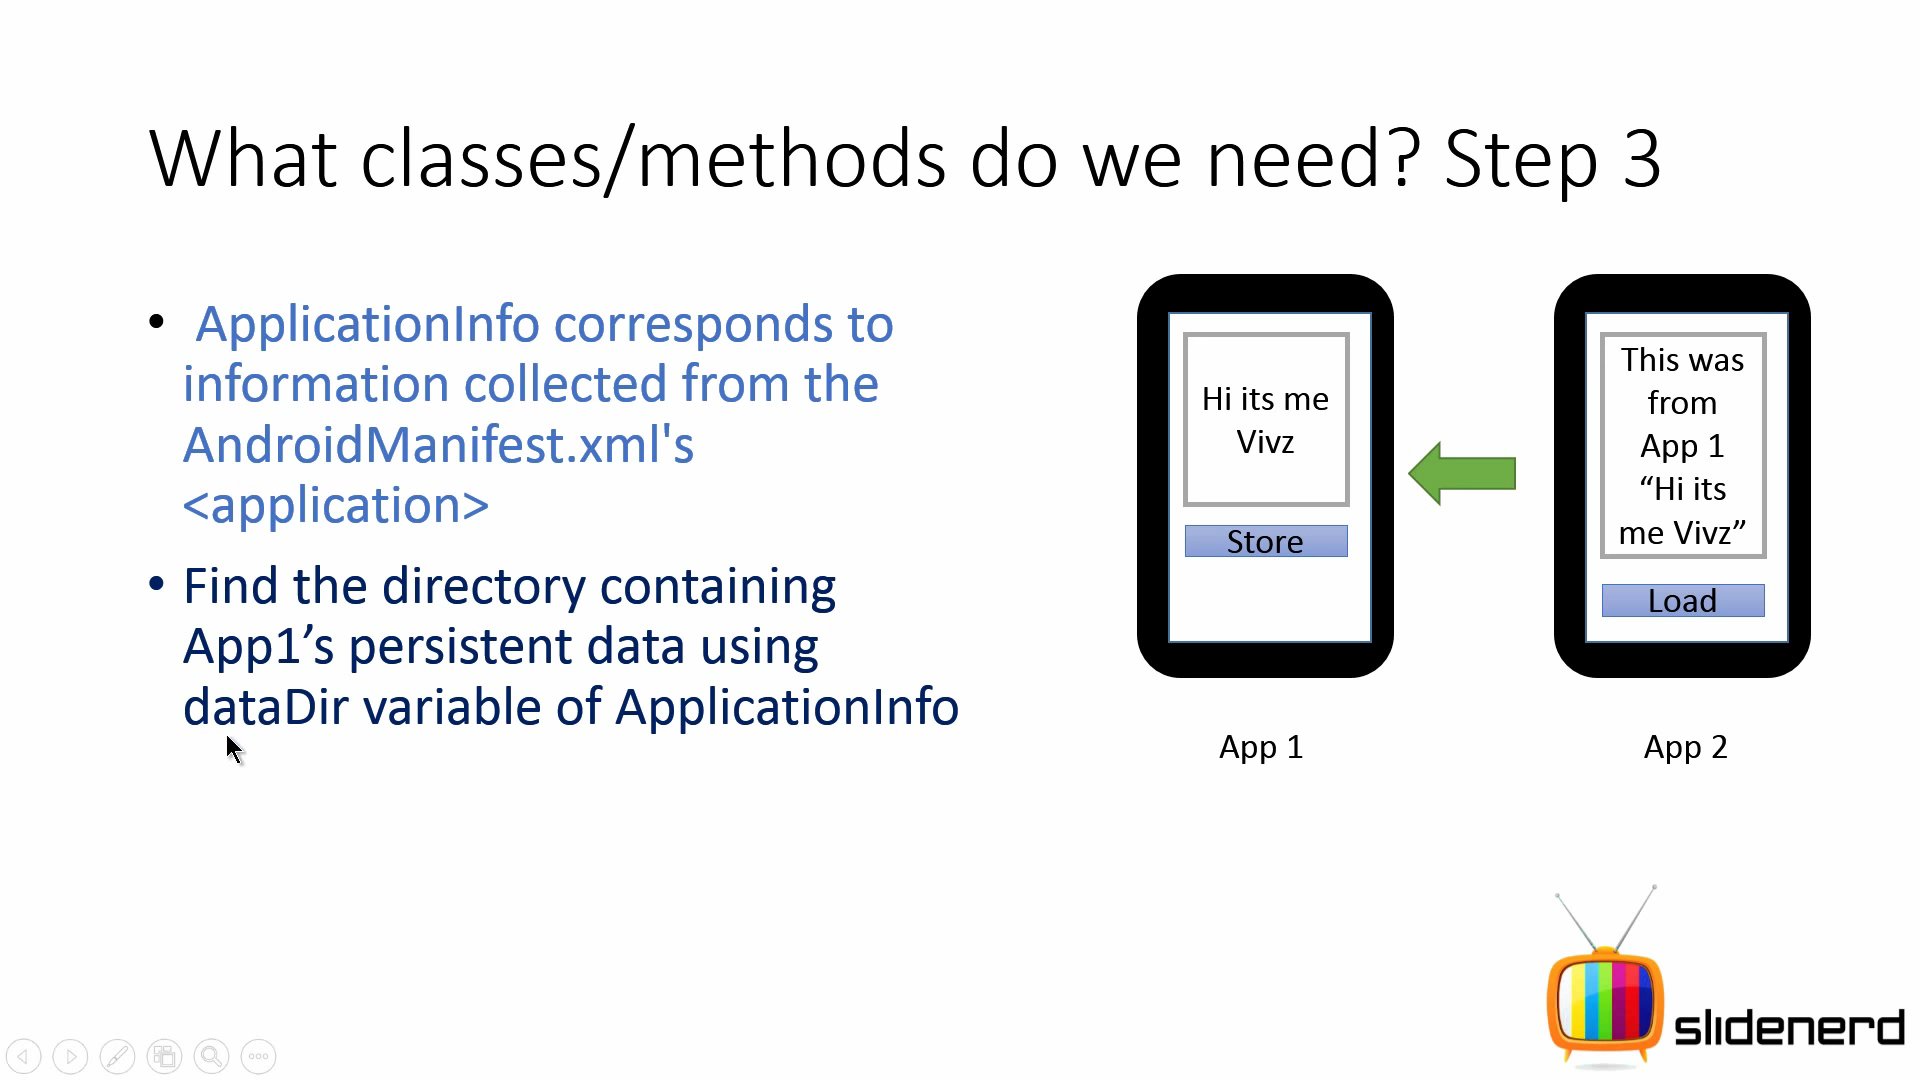 What classes/methods do we need? Step 3
• ApplicationInfo corresponds to
information collected from the
AndroidManifest.xml's
<application>
• Find the directory containing
App1’s persistent data using
dataDir variable of ApplicationInfo
Hi its me
Vivz
Store
App 1
This was
from
App 1
“Hi its
me Vivz”
Load
App 2
slidenerd